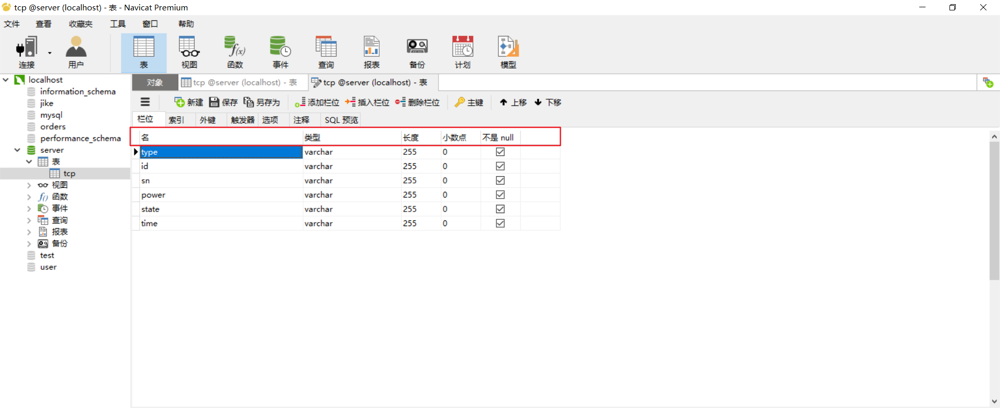 tcp @server (localhost) - 表 - Navicat Premium
文件 查看 收藏夹 工具 窗口 帮助
连接 用户 表 视图 函数 事件 查询 报表 备份 计划 模型
localhost
information_schema
jike
mysql
orders
performance_schema
server
表
tcp
视图
函数
事件
查询
报表
备份
test
user
对象 tcp @server (localhost) - 表 tcp @server (localhost) - 表
新建 保存 另存为 添加栏位 插入栏位 删除栏位 主键 上移 下移
栏位 索引 外键 触发器 选项 注释 SQL 预览
名 类型 长度 小数点 不是 null
type varchar 255 0
id varchar 255 0
sn varchar 255 0
power varchar 255 0
state varchar 255 0
time varchar 255 0